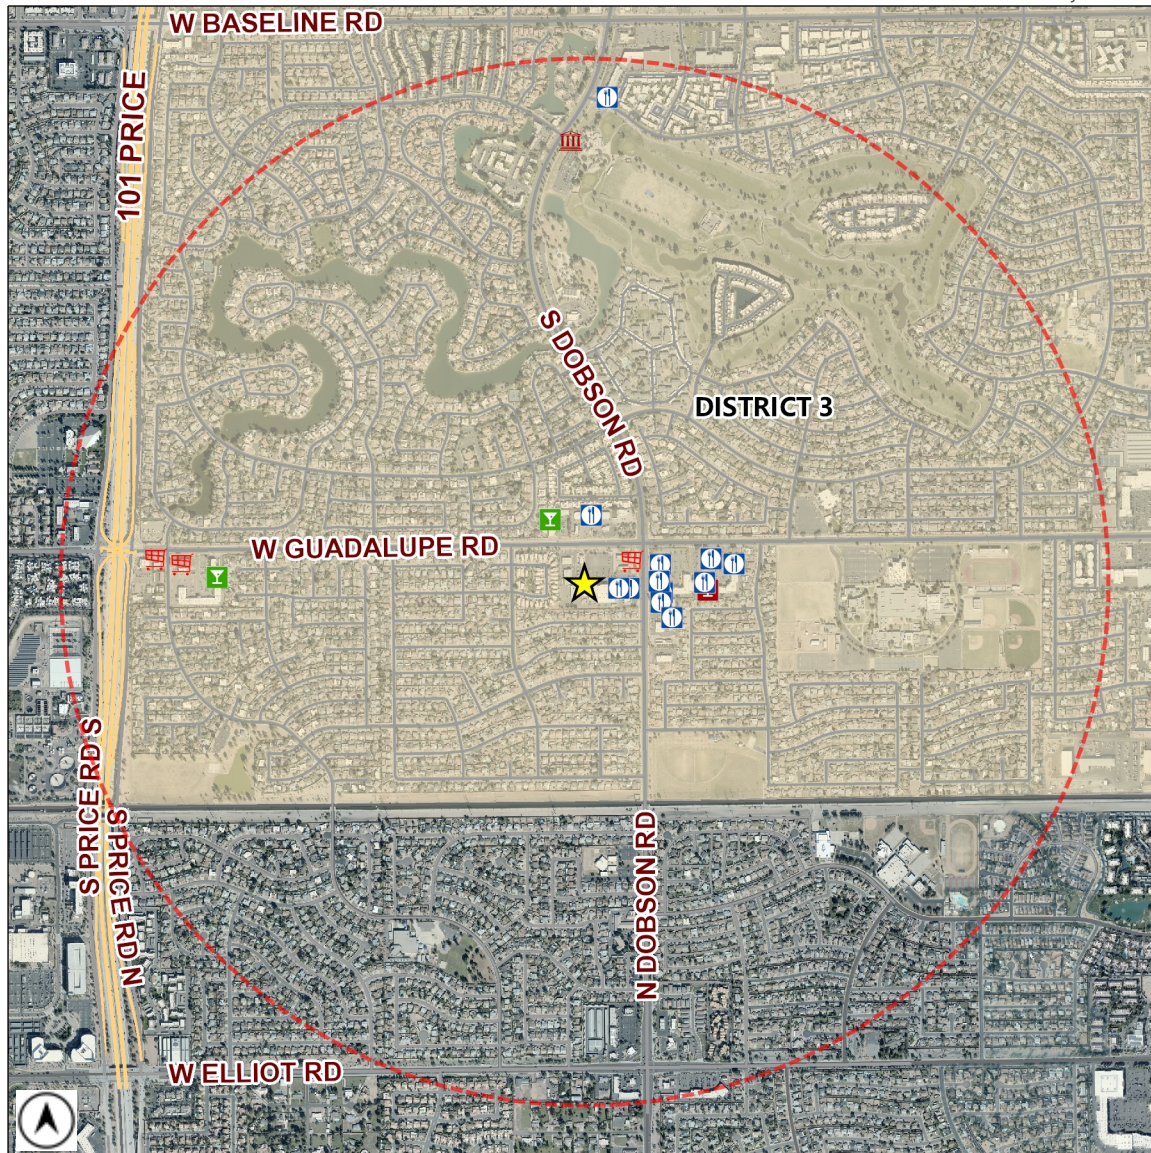 W BASELINE RD
101 PRICE
S DOBSON RD
DISTRICT 3
W GUADALUPE RD
S PRICE RD S
S PRICE RD N
N DOBSON RD
W ELLIOT RD